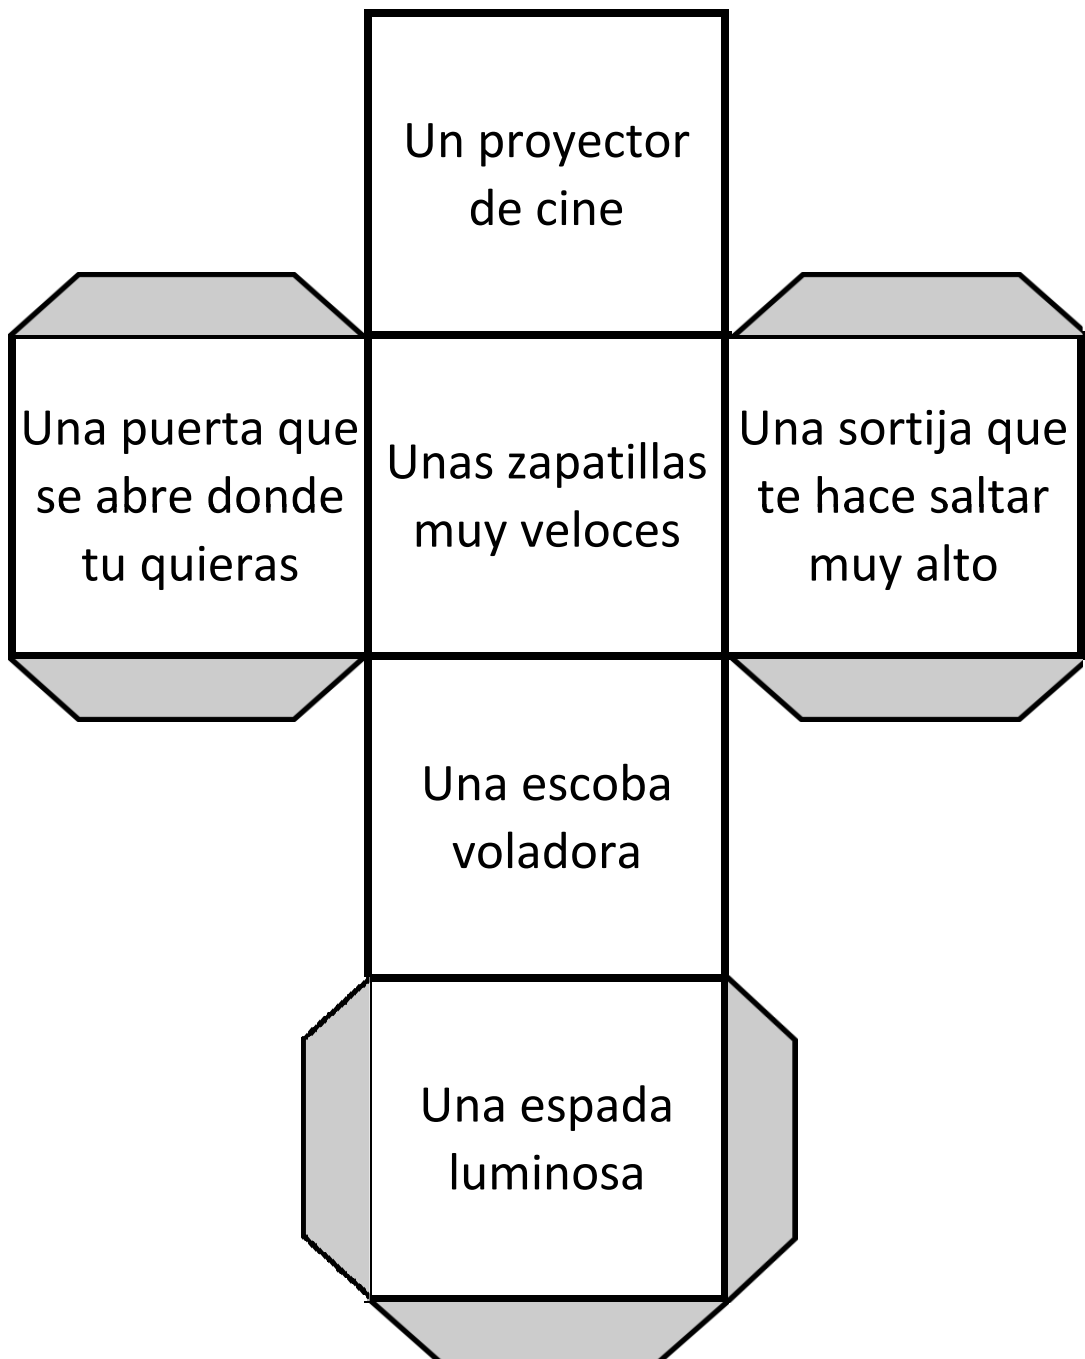 Un proyector
de cine
Una puerta que
se abre donde
tu quieras
Unas zapatillas
muy veloces
Una sortija que
te hace saltar
muy alto
Una escoba
voladora
Una espada
luminosa